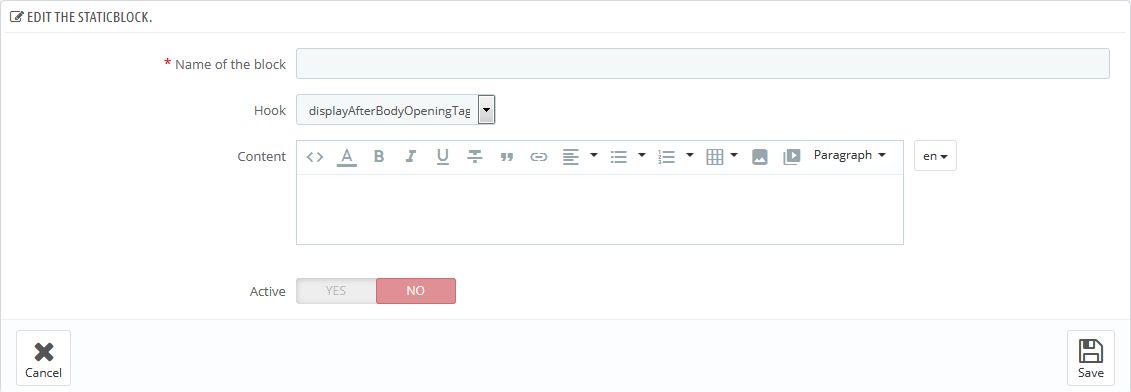 EDIT THE STATICBLOCK.
* Name of the block
Hook displayAfterBodyOpeningTag
Content <> A B I U T Paragraph en
Active YES NO
Cancel Save